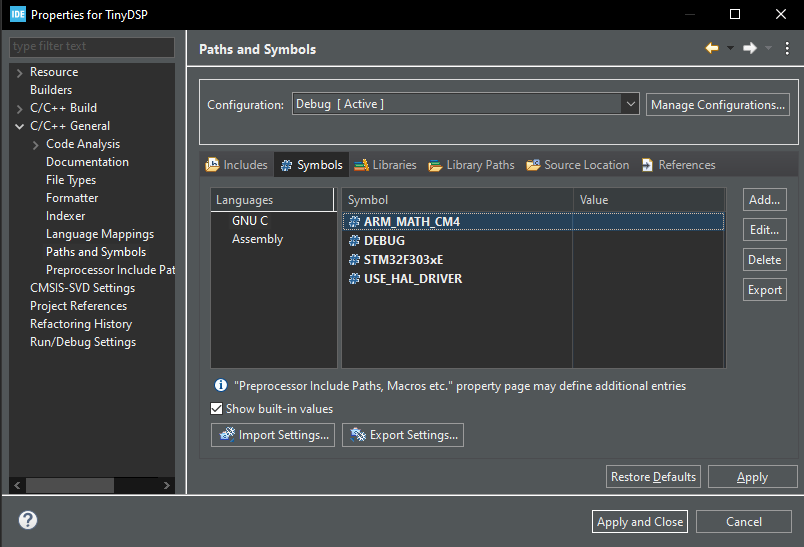 IDE Properties for TinyDSP
type filter text
Paths and Symbols
Resource
Builders
C/C++ Build
C/C++ General
Code Analysis
Documentation
File Types
Formatter
Indexer
Language Mappings
Paths and Symbols
Preprocessor Include Pat
CMSIS-SVD Settings
Project References
Refactoring History
Run/Debug Settings
Configuration: Debug [ Active ] Manage Configurations...
Includes Symbols Libraries Library Paths Source Location References
Languages Symbol Value
GNU C
Assembly
ARM_MATH_CM4
DEBUG
STM32F303xE
USE_HAL_DRIVER
Add...
Edit...
Delete
Export
"Preprocessor Include Paths, Macros etc." property page may define additional entries
Show built-in values
Import Settings... Export Settings...
Restore Defaults Apply
? Apply and Close Cancel